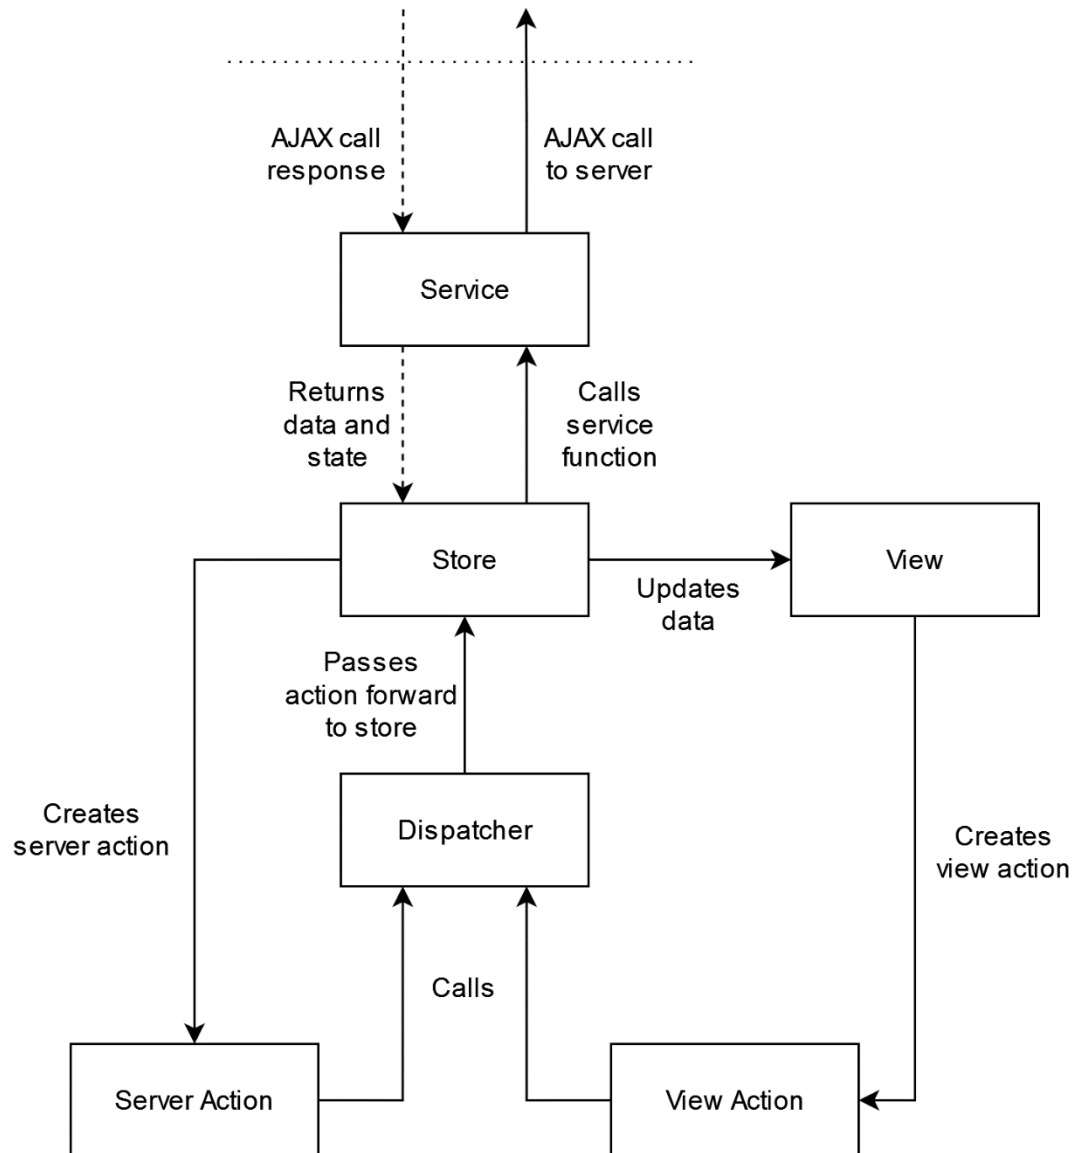 AJAX call
response
AJAX call
to server
Service
Returns
data and
state
Calls
service
function
Store
View
Updates
data
Passes
action forward
to store
Creates
server action
Dispatcher
Creates
view action
Calls
Server Action
View Action